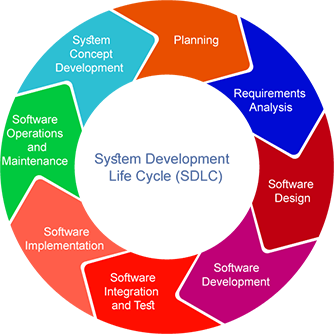 System
Concept
Development
Planning
Requirements
Analysis
Software
Design
Software
Development
Software
Integration
and Test
Software
Implementation
Software
Operations
and
Maintenance
System Development
Life Cycle (SDLC)